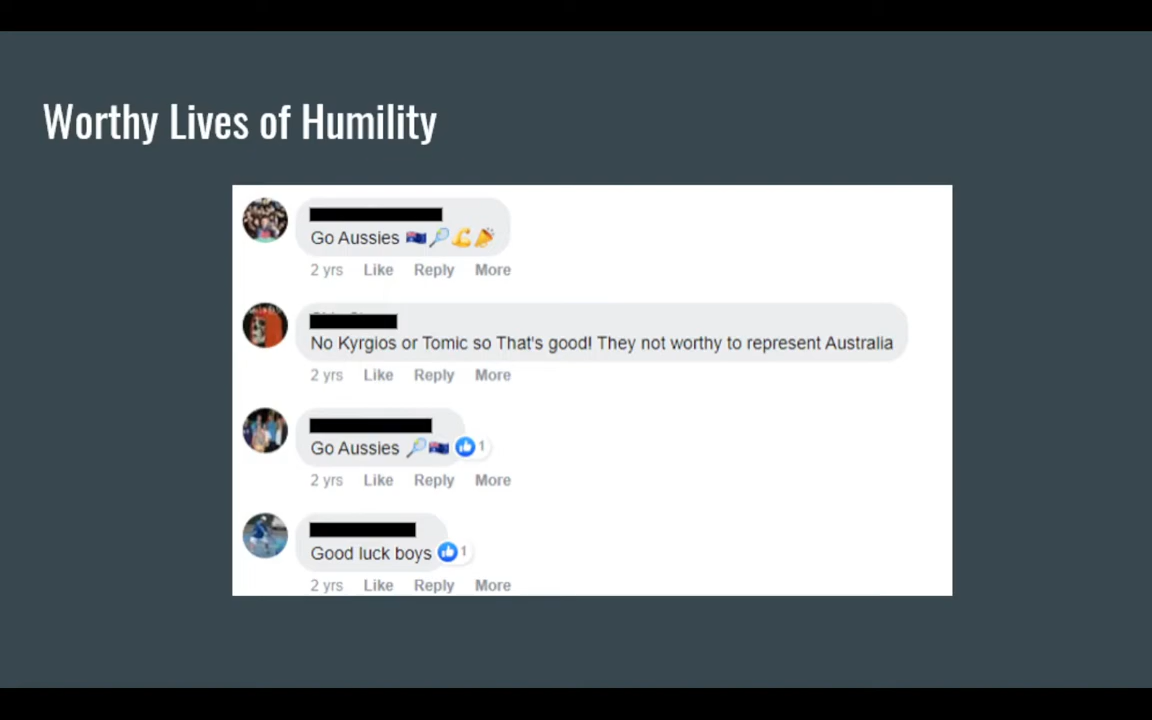 Worthy Lives of Humility
Go Aussies 🇦🇺🎾💪🎉
2 yrs Like Reply More
No Kyrgios or Tomic so That's good! They not worthy to represent Australia
2 yrs Like Reply More
Go Aussies 🎾🇦🇺 1
2 yrs Like Reply More
Good luck boys 1
2 yrs Like Reply More